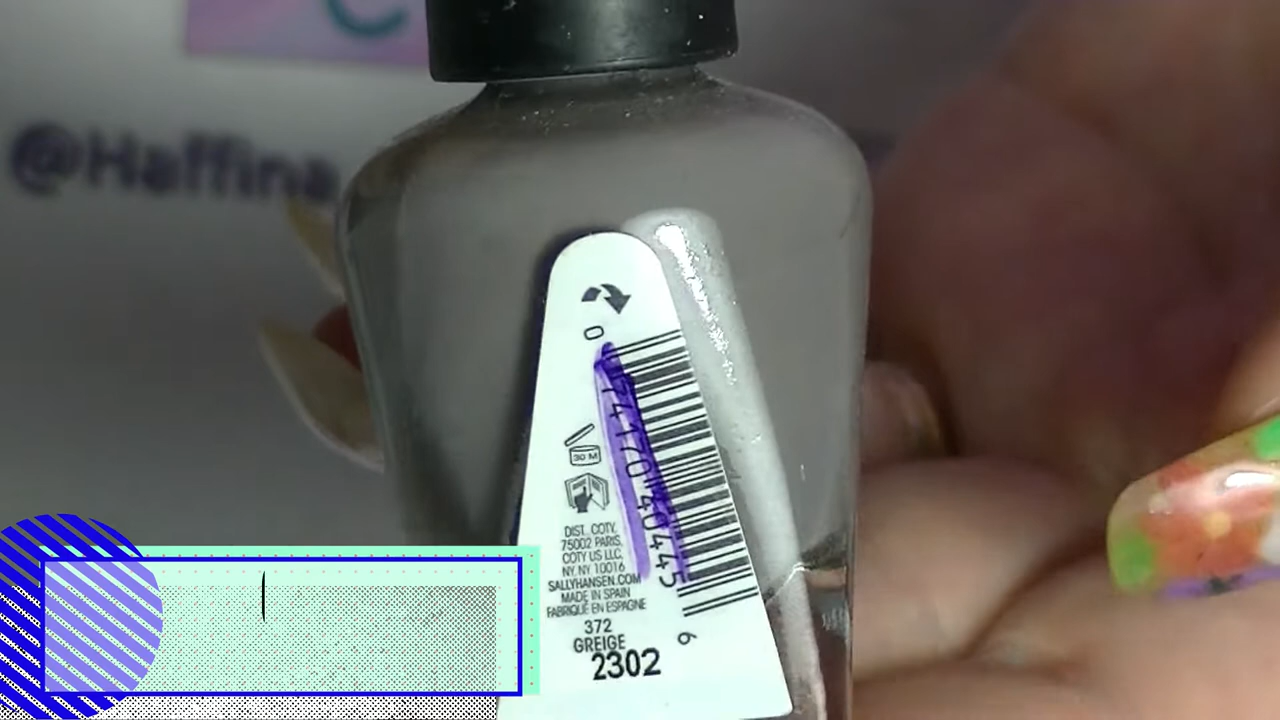 @Haffina
0
74170 40445
6
30 M
DIST. COTY,
75002 PARIS.
COTY US LLC.
NY, NY 10016
SALLYHANSEN.COM
MADE IN SPAIN
FABRIQUÉ EN ESPAGNE
372
GREIGE
2302